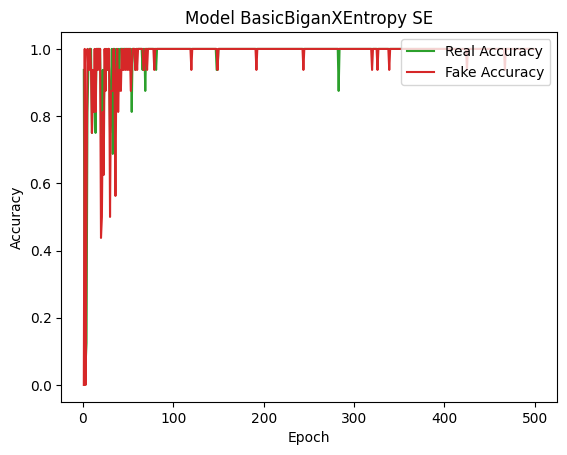 Model BasicBiganXEntropy SE
Real Accuracy
Fake Accuracy
Accuracy
1.0
0.8
0.6
0.4
0.2
0.0
0 100 200 300 400 500
Epoch